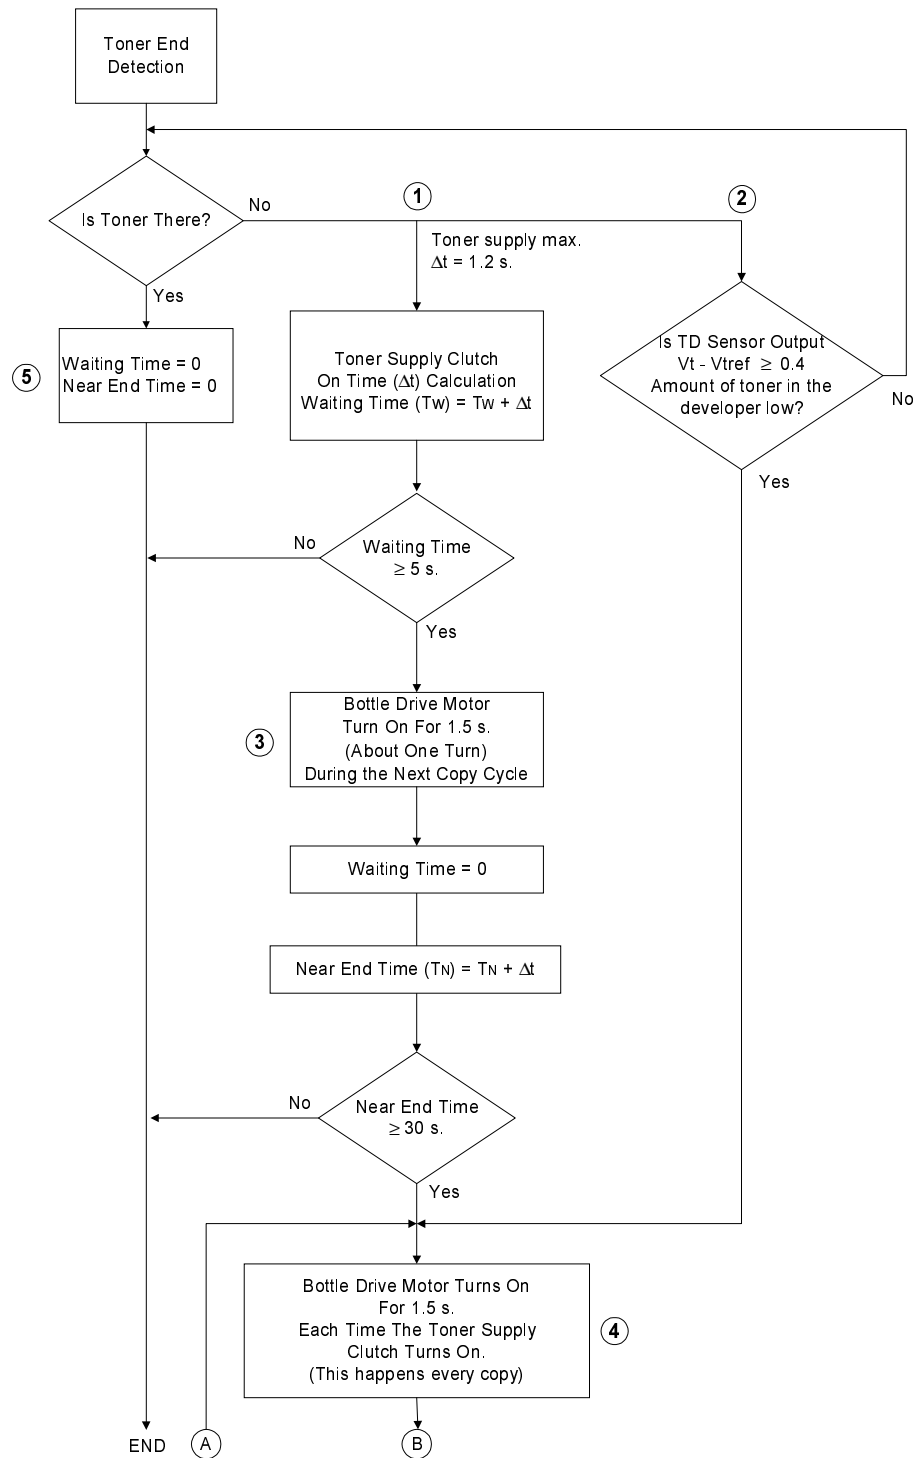 Toner End
Detection
Is Toner There?
No
Yes
1
Toner supply max.
Δt = 1.2 s.
2
5
Waiting Time = 0
Near End Time = 0
Toner Supply Clutch
On Time (Δt) Calculation
Waiting Time (TW) = TW + Δt
Is TD Sensor Output
Vt - Vtref ≥ 0.4
Amount of toner in the
developer low?
No
Yes
No
Waiting Time
≥ 5 s.
Yes
3
Bottle Drive Motor
Turn On For 1.5 s.
(About One Turn)
During the Next Copy Cycle
Waiting Time = 0
Near End Time (TN) = TN + Δt
No
Near End Time
≥ 30 s.
Yes
Bottle Drive Motor Turns On
For 1.5 s.
Each Time The Toner Supply
Clutch Turns On.
(This happens every copy)
4
END
A
B